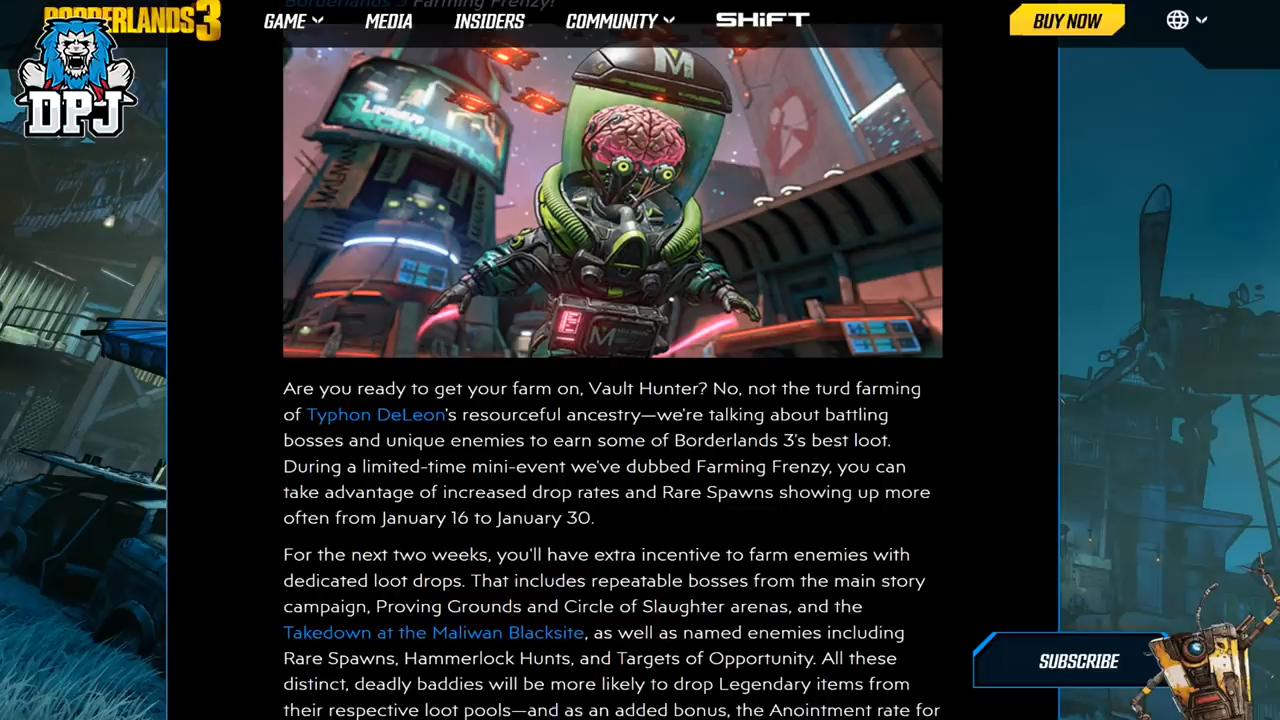 Borderlands 3 Farming Frenzy!
BORDERLANDS 3
GAME
MEDIA
INSIDERS
COMMUNITY
SHiFT
BUY NOW
DPJ
M
MALIWAN
M
Are you ready to get your farm on, Vault Hunter? No, not the turd farming
of Typhon DeLeon's resourceful ancestry—we're talking about battling
bosses and unique enemies to earn some of Borderlands 3's best loot.
During a limited-time mini-event we've dubbed Farming Frenzy, you can
take advantage of increased drop rates and Rare Spawns showing up more
often from January 16 to January 30.
For the next two weeks, you'll have extra incentive to farm enemies with
dedicated loot drops. That includes repeatable bosses from the main story
campaign, Proving Grounds and Circle of Slaughter arenas, and the
Takedown at the Maliwan Blacksite, as well as named enemies including
Rare Spawns, Hammerlock Hunts, and Targets of Opportunity. All these
distinct, deadly baddies will be more likely to drop Legendary items from
their respective loot pools—and as an added bonus, the Anointment rate for
SUBSCRIBE